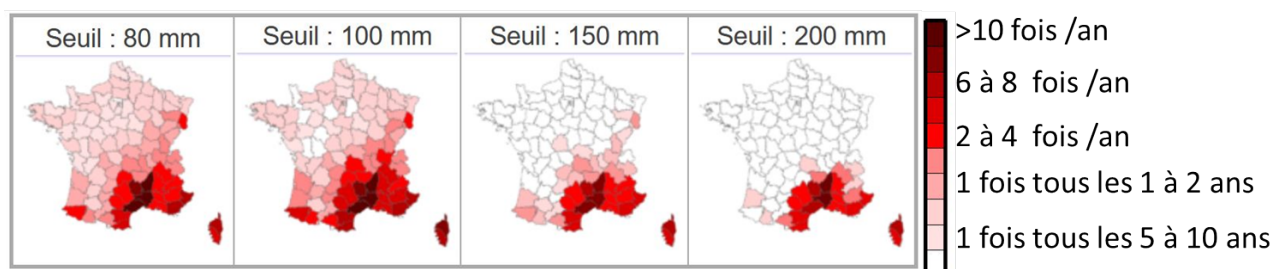 Seuil : 80 mm
Seuil : 100 mm
Seuil : 150 mm
Seuil : 200 mm
>10 fois /an
6 à 8 fois /an
2 à 4 fois /an
1 fois tous les 1 à 2 ans
1 fois tous les 5 à 10 ans